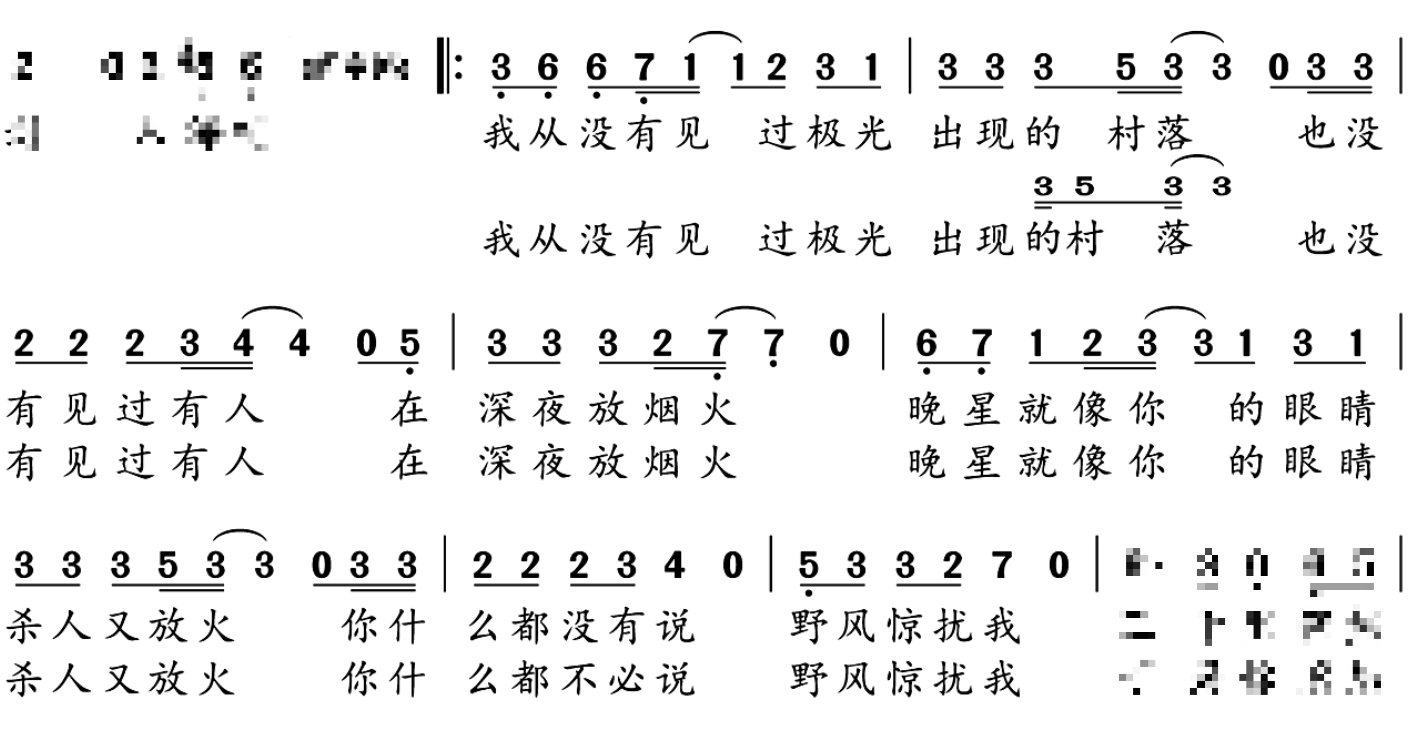 3 6 6 7 1 1 2 3 1 3 3 3 5 3 3 0 3 3
我从没有见 过极光 出现的 村落 也没
3 5 3 3
我从没有见 过极光 出现的村 落 也没
2 2 2 3 4 4 0 5 3 3 3 2 7 7 0 6 7 1 2 3 3 1 3 1
有见过有人 在 深夜放烟火 晚星就像你 的眼睛
有见过有人 在 深夜放烟火 晚星就像你 的眼睛
3 3 3 5 3 3 0 3 3 2 2 2 3 4 0 5 3 3 2 7 0
杀人又放火 你什 么都没有说 野风惊扰我
杀人又放火 你什 么都不必说 野风惊扰我